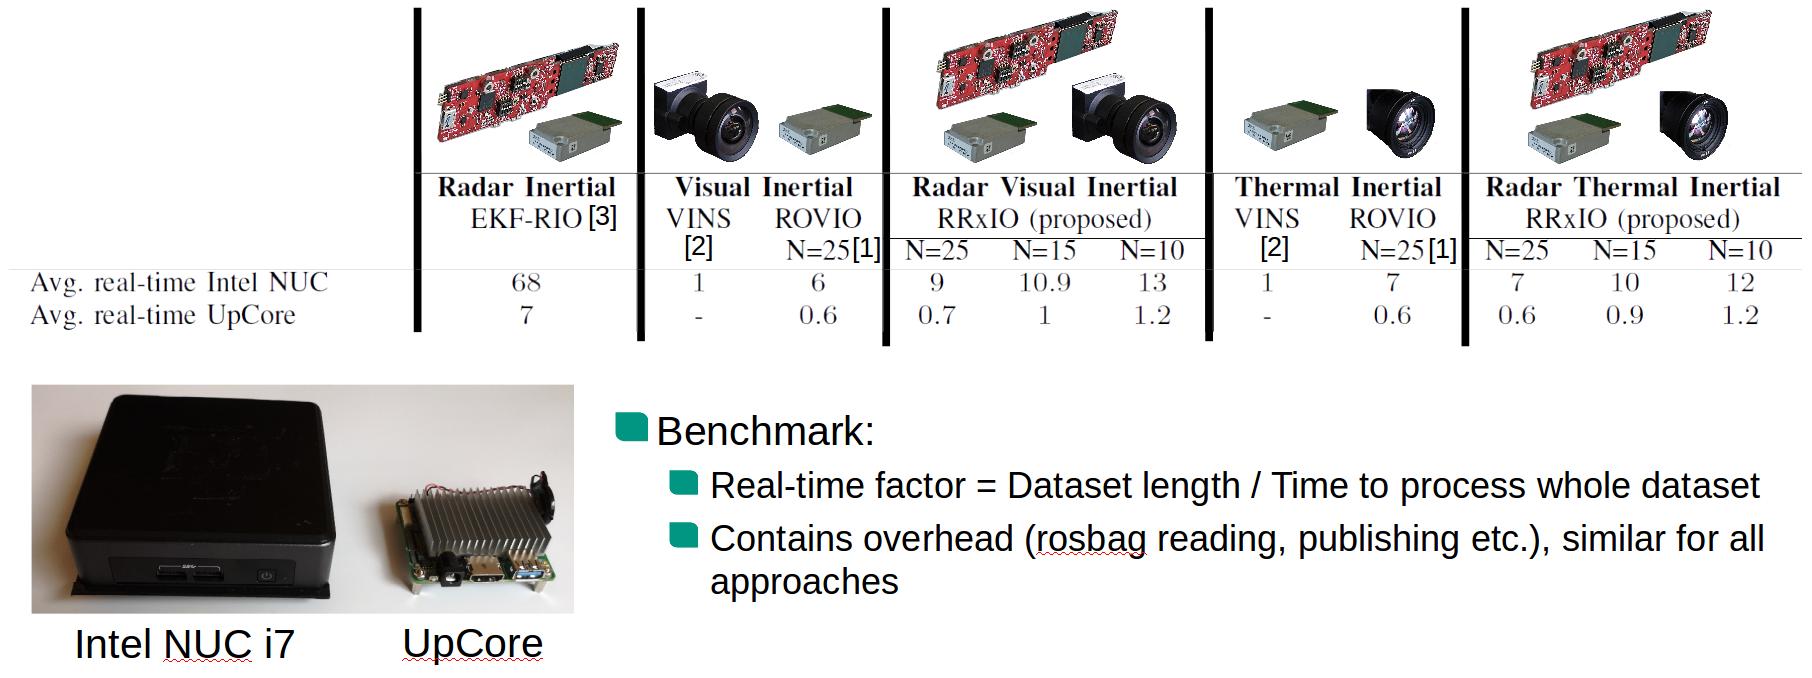 Radar Inertial Visual Inertial Radar Visual Inertial Thermal Inertial Radar Thermal Inertial
EKF-RIO [3] VINS ROVIO RRxIO (proposed) VINS ROVIO RRxIO (proposed)
[2] N=25[1] N=25 N=15 N=10 [2] N=25[1] N=25 N=15 N=10
Avg. real-time Intel NUC 68 1 6 9 10.9 13 1 7 7 10 12
Avg. real-time UpCore 7 - 0.6 0.7 1 1.2 - 0.6 0.6 0.9 1.2
Benchmark:
Real-time factor = Dataset length / Time to process whole dataset
Contains overhead (rosbag reading, publishing etc.), similar for all
approaches
Intel NUC i7 UpCore